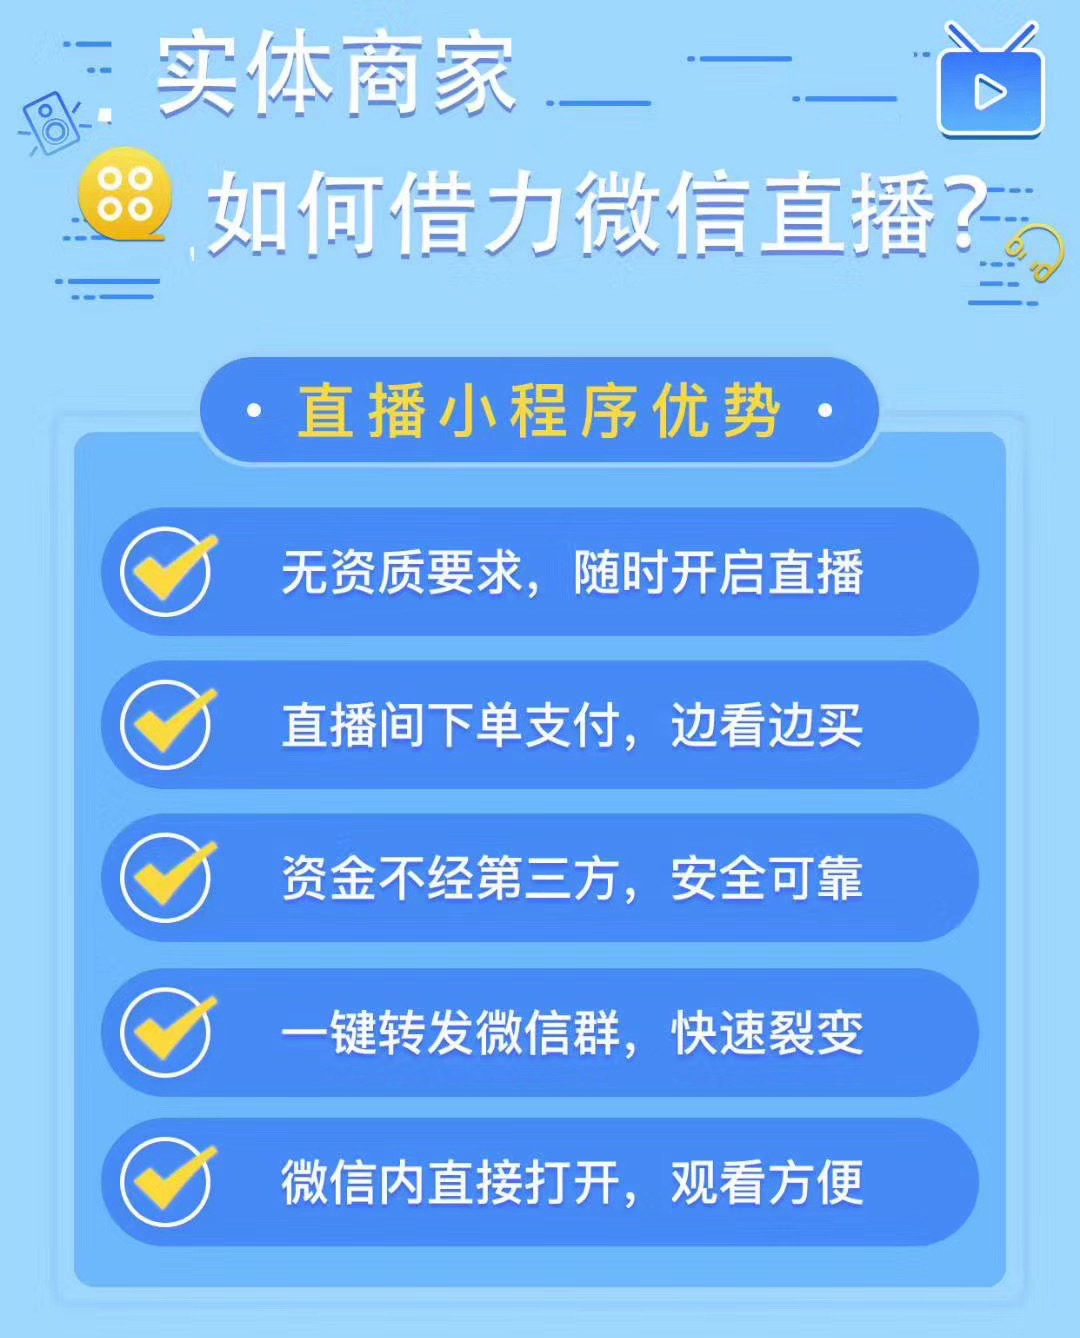 实体商家
如何借力微信直播?
直播小程序优势
无资质要求，随时开启直播
直播间下单支付，边看边买
资金不经第三方，安全可靠
一键转发微信群，快速裂变
微信内直接打开，观看方便